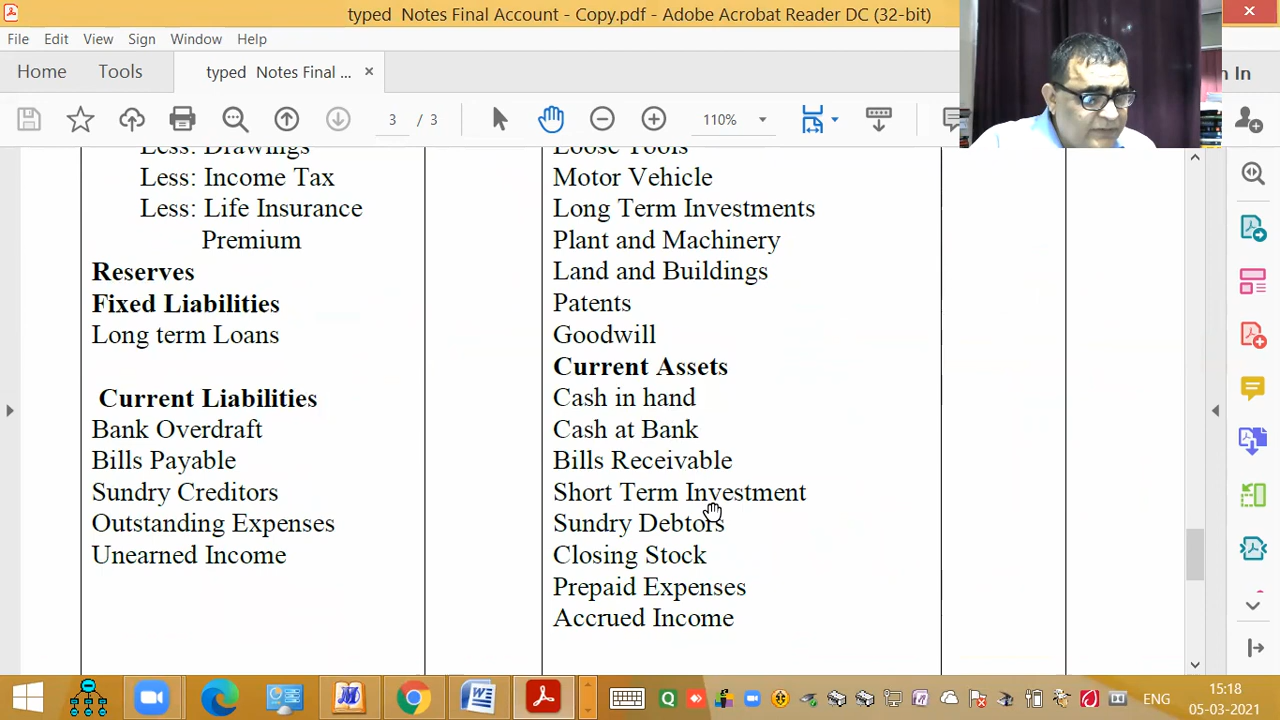 typed Notes Final Account - Copy.pdf - Adobe Acrobat Reader DC (32-bit)
File Edit View Sign Window Help
Home Tools typed Notes Final ... n In
3 / 3 110%
Less: Drawings
Less: Income Tax
Less: Life Insurance
Premium
Reserves
Fixed Liabilities
Long term Loans
Current Liabilities
Bank Overdraft
Bills Payable
Sundry Creditors
Outstanding Expenses
Unearned Income
Loose Tools
Motor Vehicle
Long Term Investments
Plant and Machinery
Land and Buildings
Patents
Goodwill
Current Assets
Cash in hand
Cash at Bank
Bills Receivable
Short Term Investment
Sundry Debtors
Closing Stock
Prepaid Expenses
Accrued Income
ENG 15:18
05-03-2021